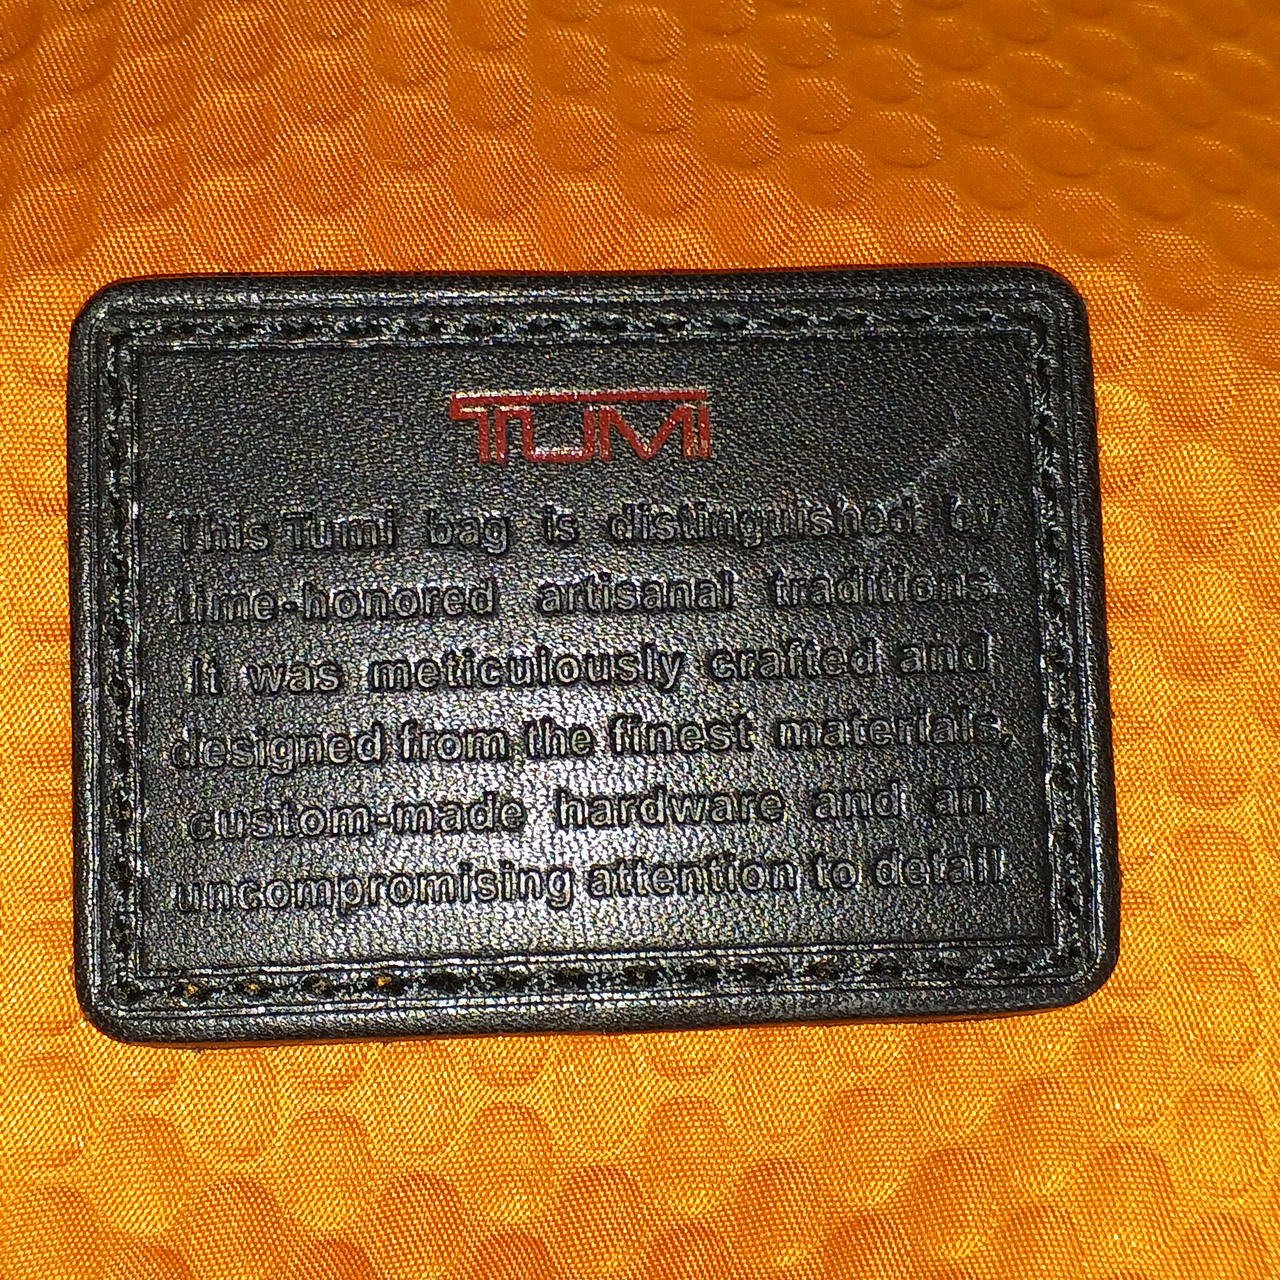 TUMI
This Tumi bag is distinguished by
time-honored artisanal traditions.
It was meticulously crafted and
designed from the finest materials,
custom-made hardware and an
uncompromising attention to detail.